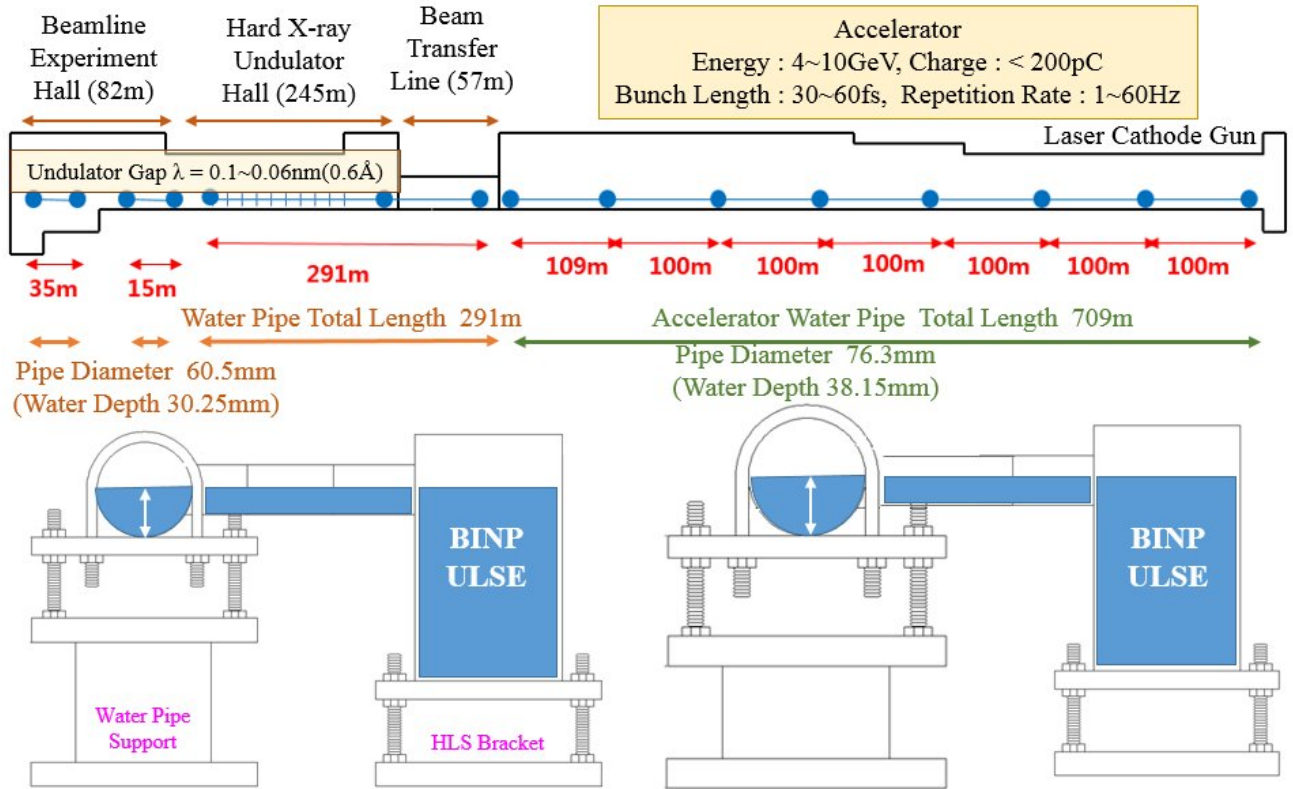 Beamline
Experiment
Hall (82m)
Hard X-ray
Undulator
Hall (245m)
Beam
Transfer
Line (57m)
Accelerator
Energy : 4~10GeV, Charge : < 200pC
Bunch Length : 30~60fs, Repetition Rate : 1~60Hz
Laser Cathode Gun
Undulator Gap λ = 0.1~0.06nm(0.6Å)
35m
15m
291m
109m
100m
100m
100m
100m
100m
100m
Water Pipe Total Length 291m
Accelerator Water Pipe Total Length 709m
Pipe Diameter 60.5mm
(Water Depth 30.25mm)
Pipe Diameter 76.3mm
(Water Depth 38.15mm)
BINP
ULSE
BINP
ULSE
Water Pipe
Support
HLS Bracket